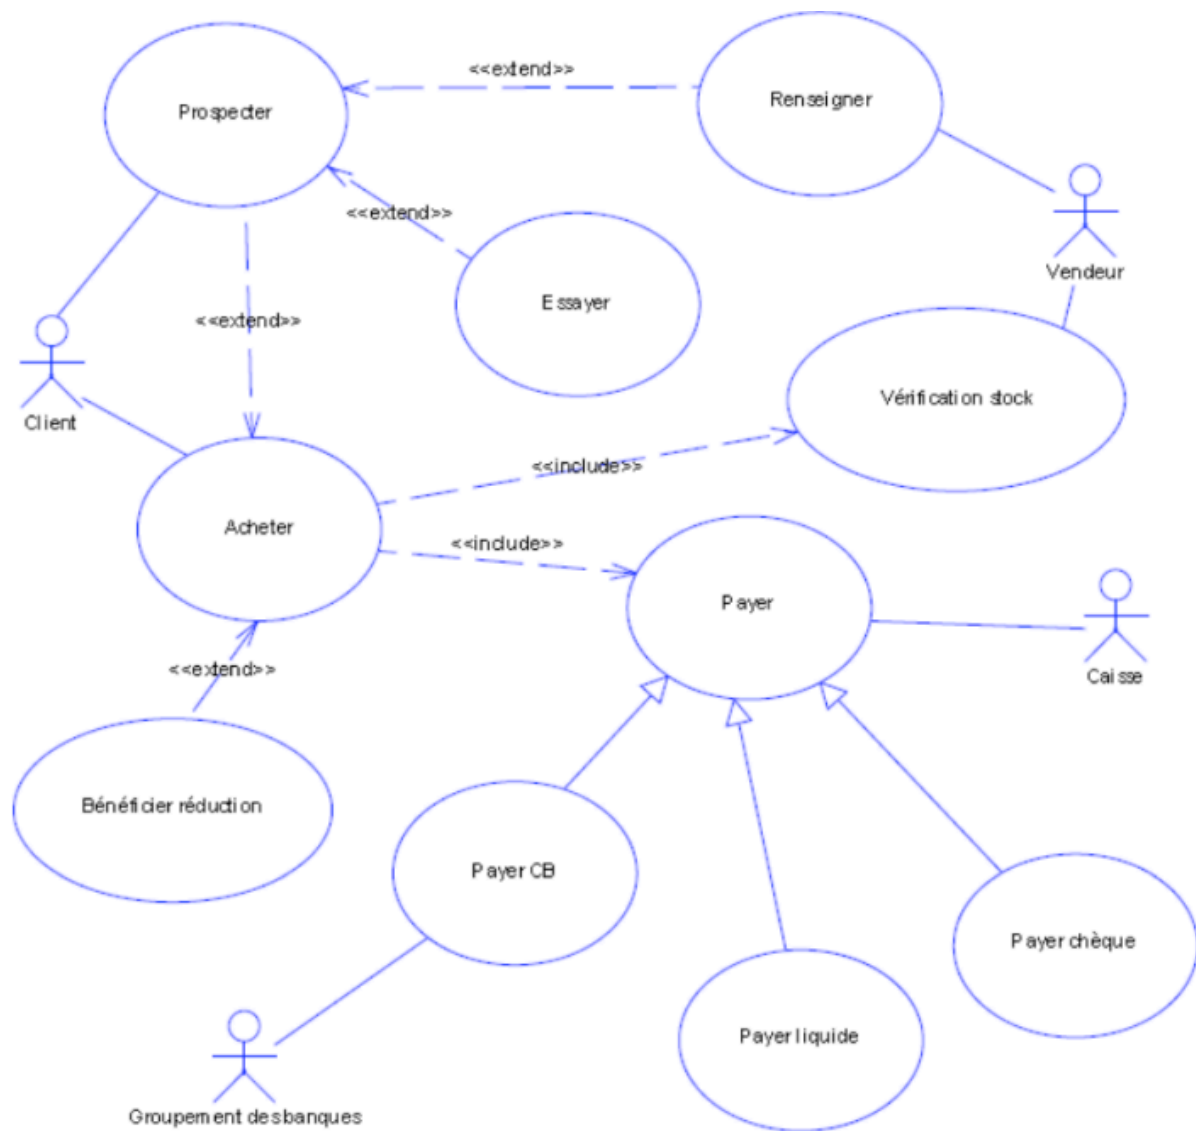 <<extend>>
Prospecter
Renseigner
<<extend>>
Essayer
Vendeur
<<extend>>
Client
Vérification stock
<<include>>
Acheter
<<include>>
Payer
<<extend>>
Caisse
Bénéficier réduction
Payer CB
Payer chèque
Payer liquide
Groupement des banques